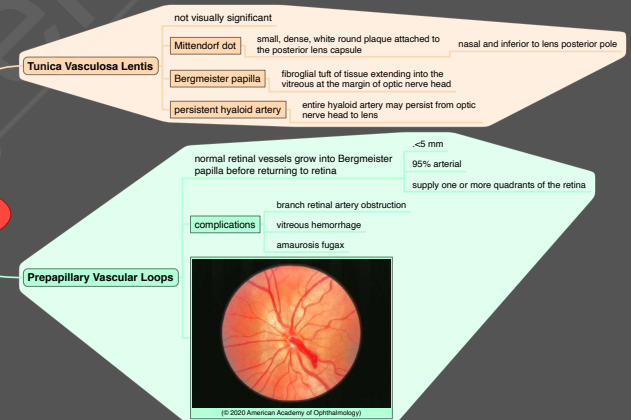 not visually significant
Mittendorf dot
small, dense, white round plaque attached to
the posterior lens capsule
nasal and inferior to lens posterior pole
Tunica Vasculosa Lentis
Bergmeister papilla
fibroglial tuft of tissue extending into the
vitreous at the margin of optic nerve head
persistent hyaloid artery
entire hyaloid artery may persist from optic
nerve head to lens
normal retinal vessels grow into Bergmeister
papilla before returning to retina
.<5 mm
95% arterial
supply one or more quadrants of the retina
complications
branch retinal artery obstruction
vitreous hemorrhage
amaurosis fugax
Prepapillary Vascular Loops
(© 2020 American Academy of Ophthalmology)